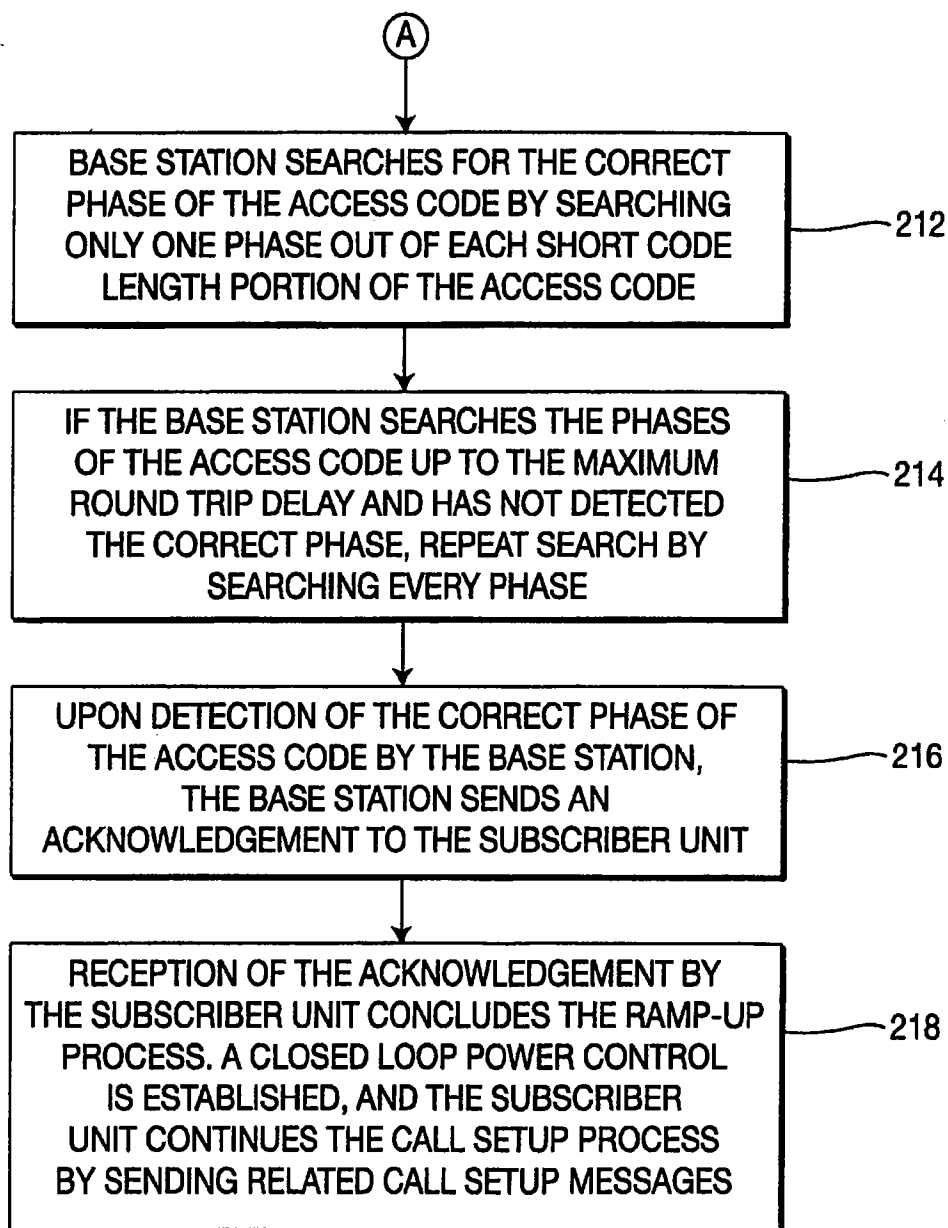 A
BASE STATION SEARCHES FOR THE CORRECT
PHASE OF THE ACCESS CODE BY SEARCHING
ONLY ONE PHASE OUT OF EACH SHORT CODE
LENGTH PORTION OF THE ACCESS CODE
212
IF THE BASE STATION SEARCHES THE PHASES
OF THE ACCESS CODE UP TO THE MAXIMUM
ROUND TRIP DELAY AND HAS NOT DETECTED
THE CORRECT PHASE, REPEAT SEARCH BY
SEARCHING EVERY PHASE
214
UPON DETECTION OF THE CORRECT PHASE OF
THE ACCESS CODE BY THE BASE STATION,
THE BASE STATION SENDS AN
ACKNOWLEDGEMENT TO THE SUBSCRIBER UNIT
216
RECEPTION OF THE ACKNOWLEDGEMENT BY
THE SUBSCRIBER UNIT CONCLUDES THE RAMP-UP
PROCESS. A CLOSED LOOP POWER CONTROL
IS ESTABLISHED, AND THE SUBSCRIBER
UNIT CONTINUES THE CALL SETUP PROCESS
BY SENDING RELATED CALL SETUP MESSAGES
218